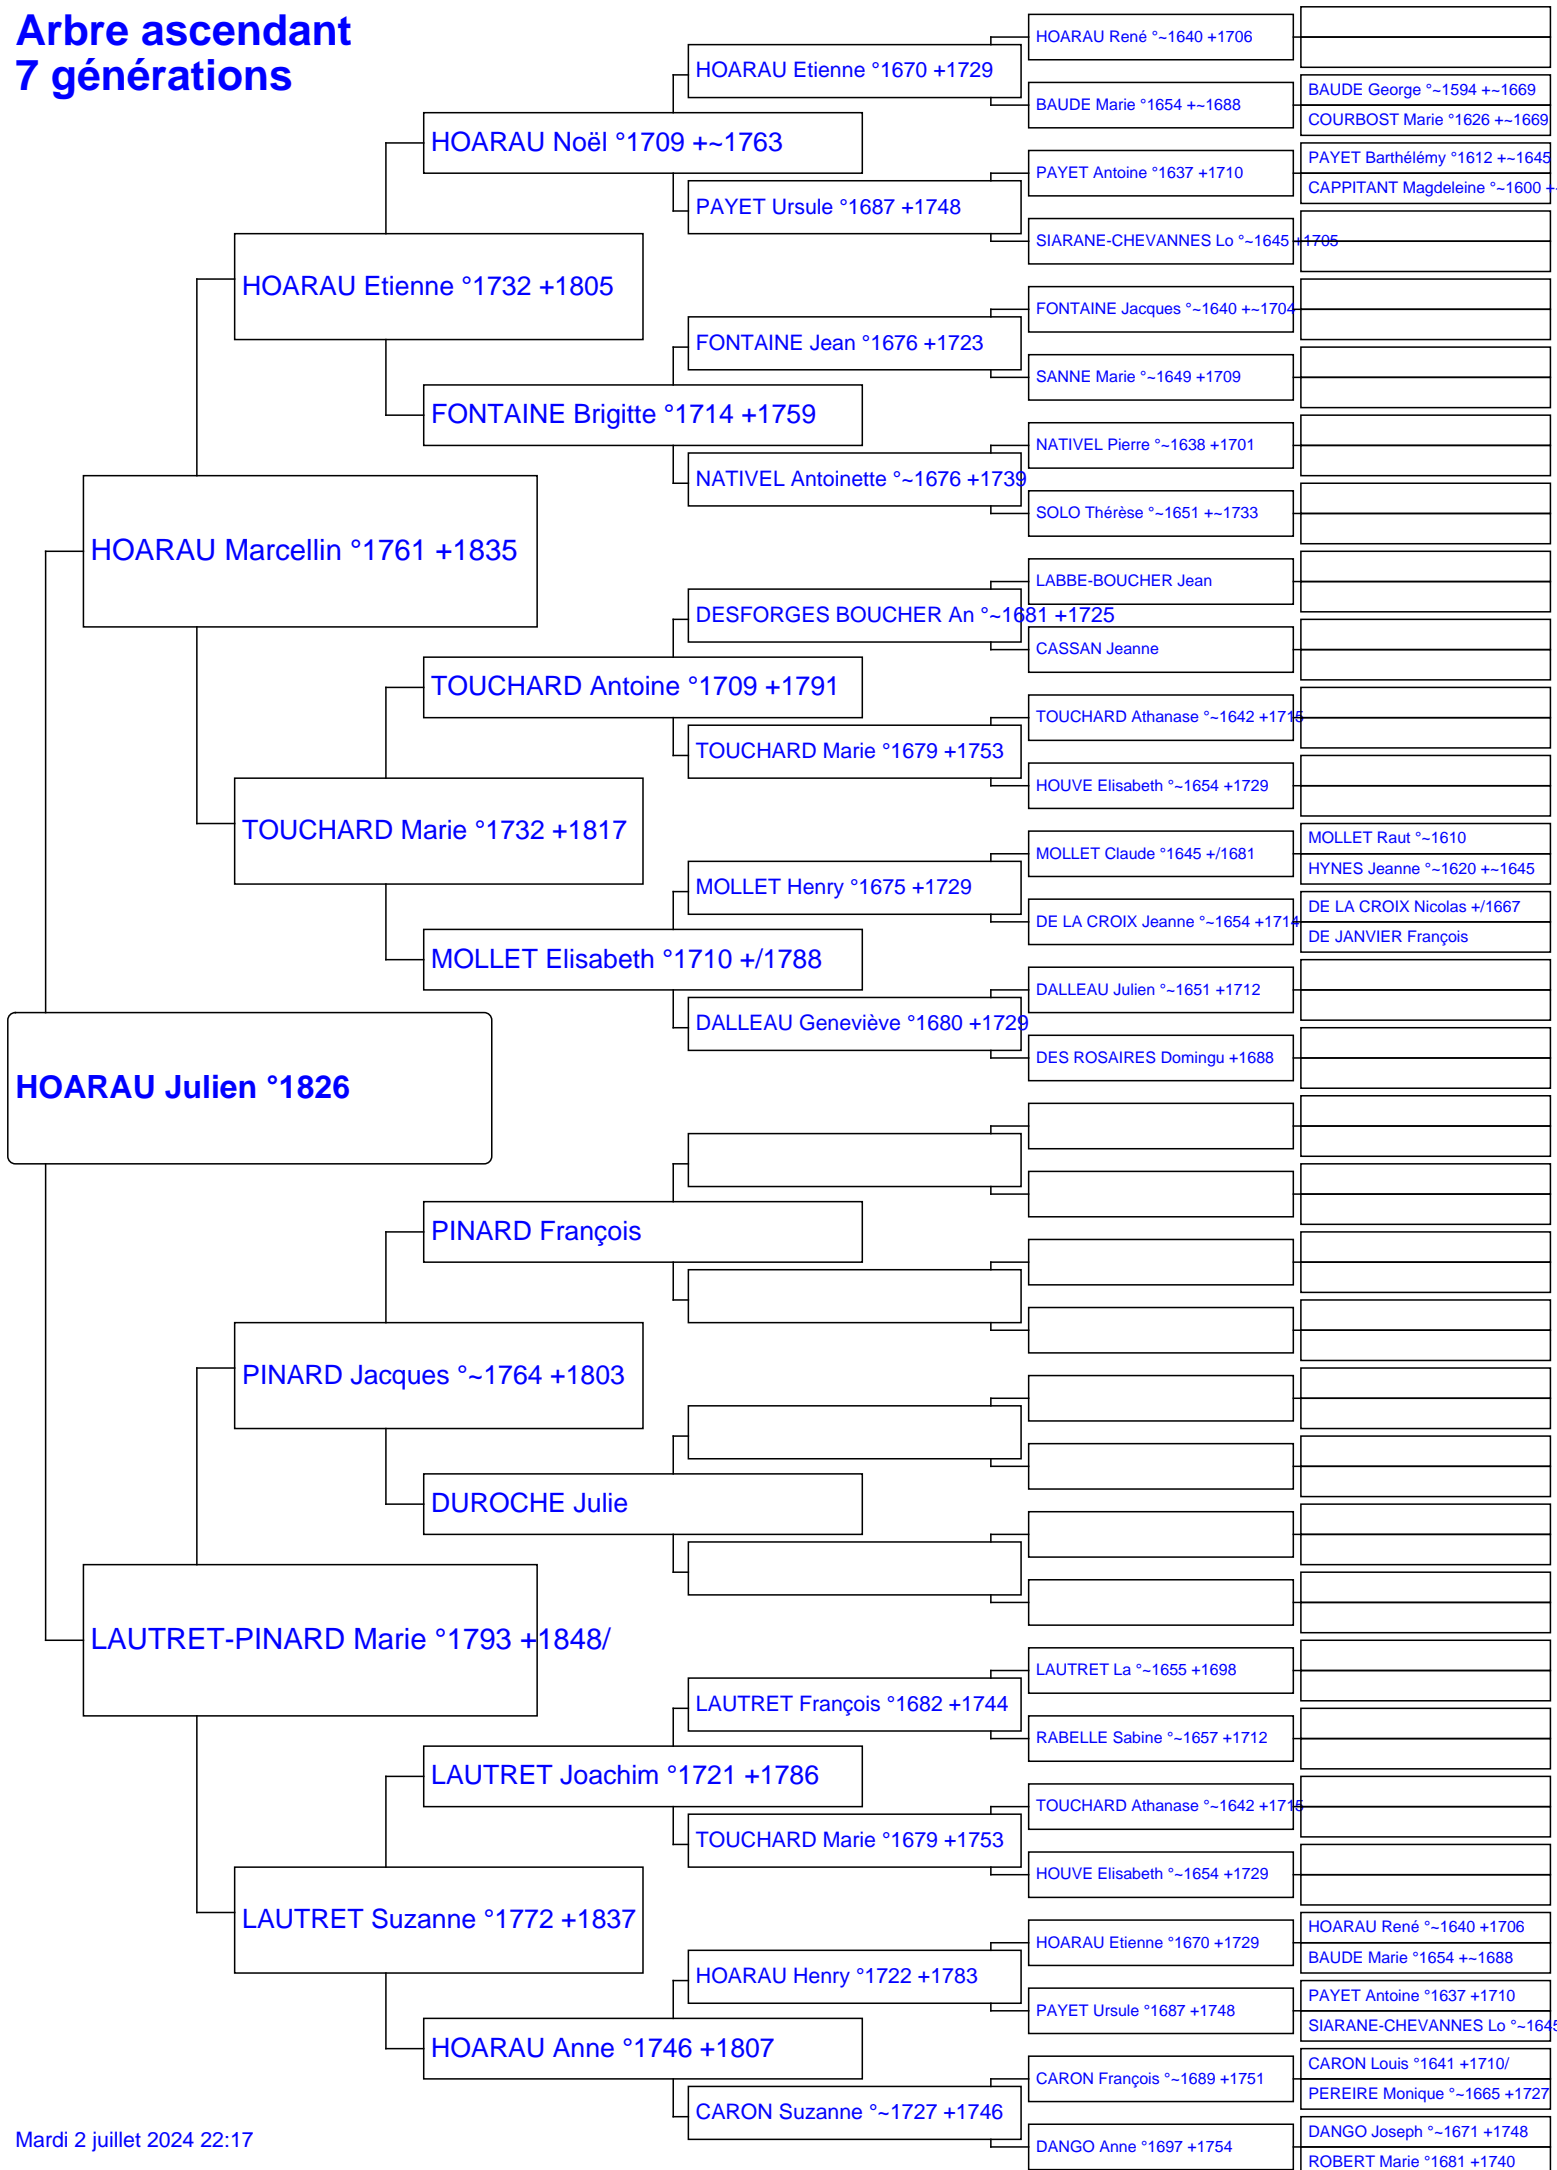 Arbre ascendant
7 générations
HOARAU Julien °1826
HOARAU Marcellin °1761 +1835
LAUTRET-PINARD Marie °1793 +1848/
HOARAU Etienne °1732 +1805
TOUCHARD Marie °1732 +1817
PINARD Jacques °~1764 +1803
LAUTRET Suzanne °1772 +1837
HOARAU Noël °1709 +~1763
FONTAINE Brigitte °1714 +1759
TOUCHARD Antoine °1709 +1791
MOLLET Elisabeth °1710 +/1788
PINARD François
DUROCHE Julie
LAUTRET Joachim °1721 +1786
HOARAU Anne °1746 +1807
HOARAU Etienne °1670 +1729
PAYET Ursule °1687 +1748
FONTAINE Jean °1676 +1723
NATIVEL Antoinette °~1676 +1739
DESFORGES BOUCHER An °~1681 +1725
TOUCHARD Marie °1679 +1753
MOLLET Henry °1675 +1729
DALLEAU Geneviève °1680 +1729
LAUTRET François °1682 +1744
TOUCHARD Marie °1679 +1753
HOARAU Henry °1722 +1783
CARON Suzanne °~1727 +1746
HOARAU René °~1640 +1706
BAUDE Marie °1654 +~1688
PAYET Antoine °1637 +1710
SIARANE-CHEVANNES Lo °~1645 +1705
FONTAINE Jacques °~1640 +~1704
SANNE Marie °~1649 +1709
NATIVEL Pierre °~1638 +1701
SOLO Thérèse °~1651 +~1733
LABBE-BOUCHER Jean
CASSAN Jeanne
TOUCHARD Athanase °~1642 +1715
HOUVE Elisabeth °~1654 +1729
MOLLET Claude °1645 +/1681
DE LA CROIX Jeanne °~1654 +1714
DALLEAU Julien °~1651 +1712
DES ROSAIRES Domingu +1688
LAUTRET La °~1655 +1698
RABELLE Sabine °~1657 +1712
TOUCHARD Athanase °~1642 +1715
HOUVE Elisabeth °~1654 +1729
HOARAU Etienne °1670 +1729
PAYET Ursule °1687 +1748
CARON François °~1689 +1751
DANGO Anne °1697 +1754
BAUDE George °~1594 +~1669
COURBOST Marie °1626 +~1669
PAYET Barthélémy °1612 +~1645
CAPPITANT Magdeleine °~1600 +
MOLLET Raut °~1610
HYNES Jeanne °~1620 +~1645
DE LA CROIX Nicolas +/1667
DE JANVIER François
HOARAU René °~1640 +1706
BAUDE Marie °1654 +~1688
PAYET Antoine °1637 +1710
SIARANE-CHEVANNES Lo °~1645
CARON Louis °1641 +1710/
PEREIRE Monique °~1665 +1727
DANGO Joseph °~1671 +1748
ROBERT Marie °1681 +1740
Mardi 2 juillet 2024 22:17